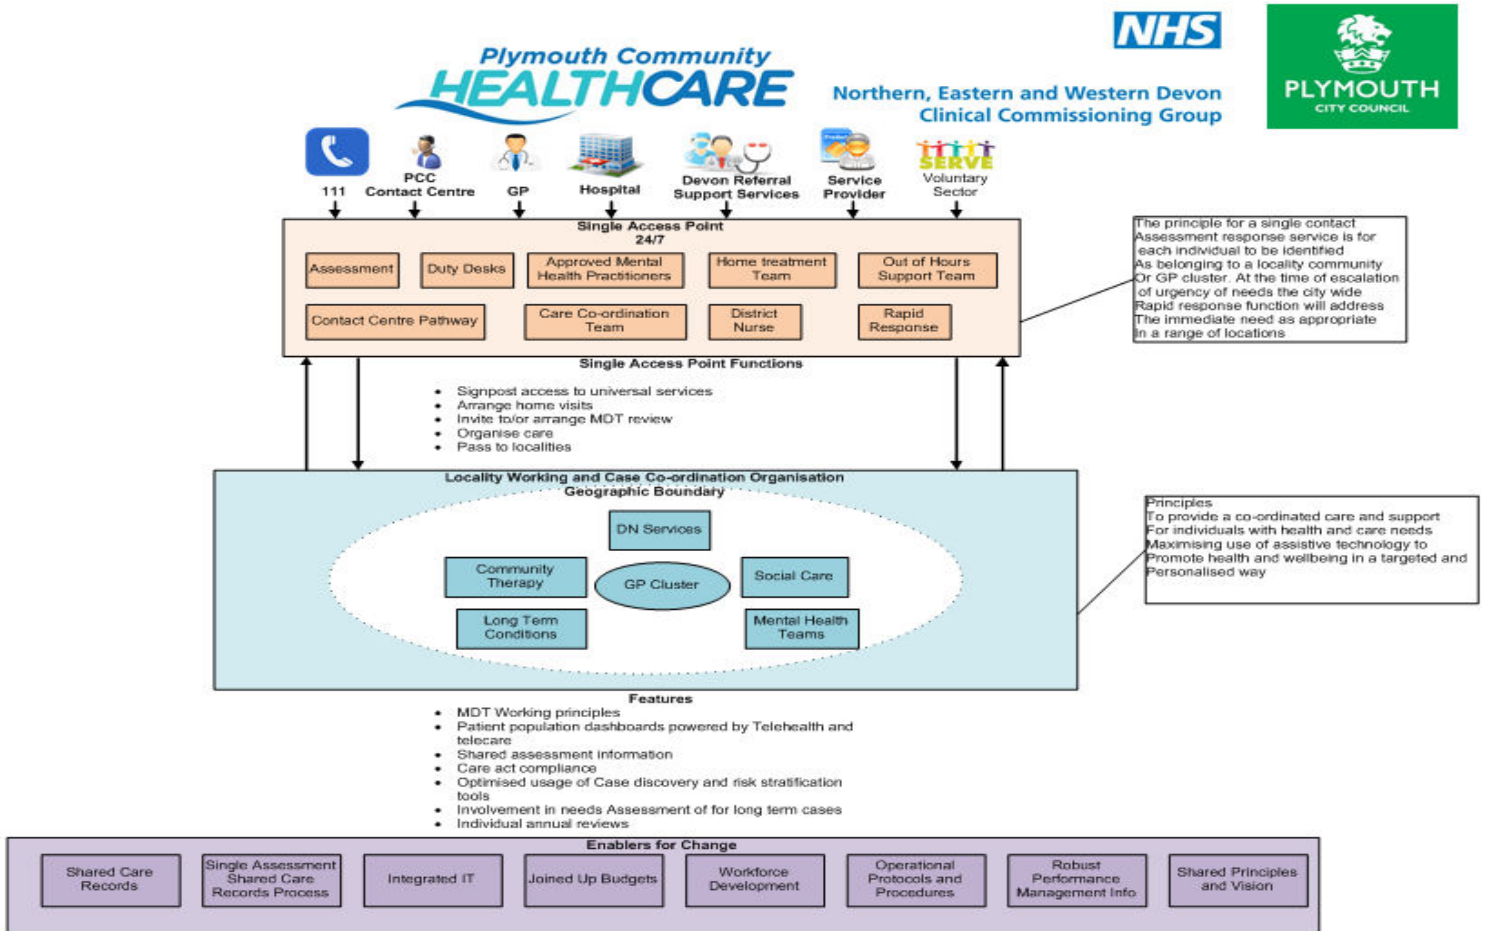 Plymouth Community
HEALTHCARE
NHS
Northern, Eastern and Western Devon
Clinical Commissioning Group
PLYMOUTH
CITY COUNCIL
111
PCC
Contact Centre
GP
Hospital
Devon Referral
Support Services
Service
Provider
SERVE
Voluntary
Sector
Single Access Point
24/7
Assessment
Duty Desks
Approved Mental
Health Practitioners
Home treatment
Team
Out of Hours
Support Team
Contact Centre Pathway
Care Co-ordination
Team
District
Nurse
Rapid
Response
The principle for a single contact
Assessment response service is for
each individual to be identified
As belonging to a locality community
Or GP cluster. At the time of escalation
of urgency of needs the city wide
Rapid response function will address
The immediate need as appropriate
In a range of locations
Single Access Point Functions
• Signpost access to universal services
• Arrange home visits
• Invite to/or arrange MDT review
• Organise care
• Pass to localities
Locality Working and Case Co-ordination Organisation
Geographic Boundary
DN Services
Community
Therapy
GP Cluster
Social Care
Long Term
Conditions
Mental Health
Teams
Principles
To provide a co-ordinated care and support
For individuals with health and care needs
Maximising use of assistive technology to
Promote health and wellbeing in a targeted and
Personalised way
Features
• MDT Working principles
• Patient population dashboards powered by Telehealth and
telecare
• Shared assessment information
• Care act compliance
• Optimised usage of Case discovery and risk stratification
tools
• Involvement in needs Assessment of for long term cases
• Individual annual reviews
Enablers for Change
Shared Care
Records
Single Assessment
Shared Care
Records Process
Integrated IT
Joined Up Budgets
Workforce
Development
Operational
Protocols and
Procedures
Robust
Performance
Management Info
Shared Principles
and Vision